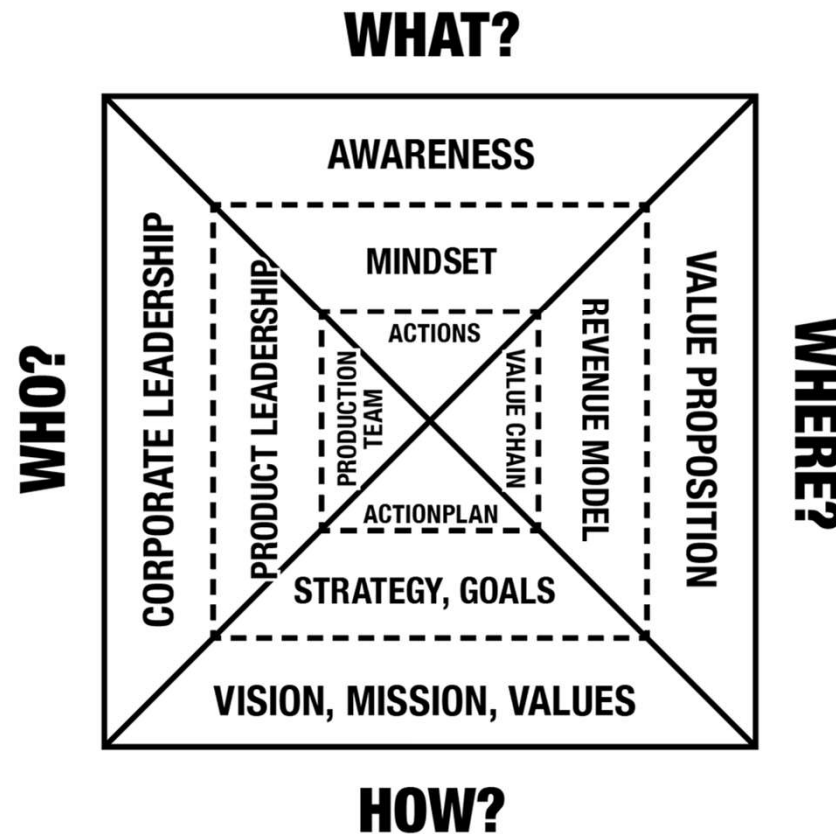 WHAT?
AWARENESS
MINDSET
ACTIONS
WHO?
CORPORATE LEADERSHIP
PRODUCT LEADERSHIP
PRODUCTION
TEAM
VALUE CHAIN
REVENUE MODEL
VALUE PROPOSITION
WHERE?
ACTIONPLAN
STRATEGY, GOALS
VISION, MISSION, VALUES
HOW?